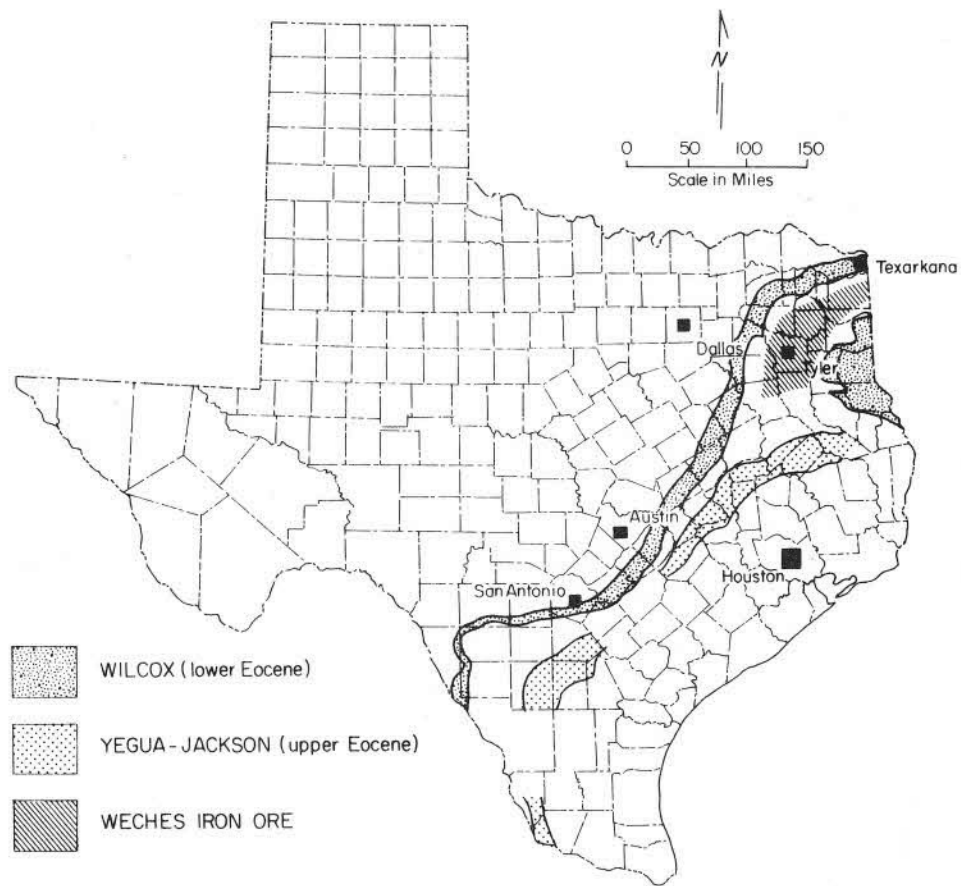 N
0 50 100 150
Scale in Miles
Texarkana
Dallas
yler
Austin
Houston
San Antonio
WILCOX (lower Eocene)
YEGUA-JACKSON (upper Eocene)
WECHES IRON ORE